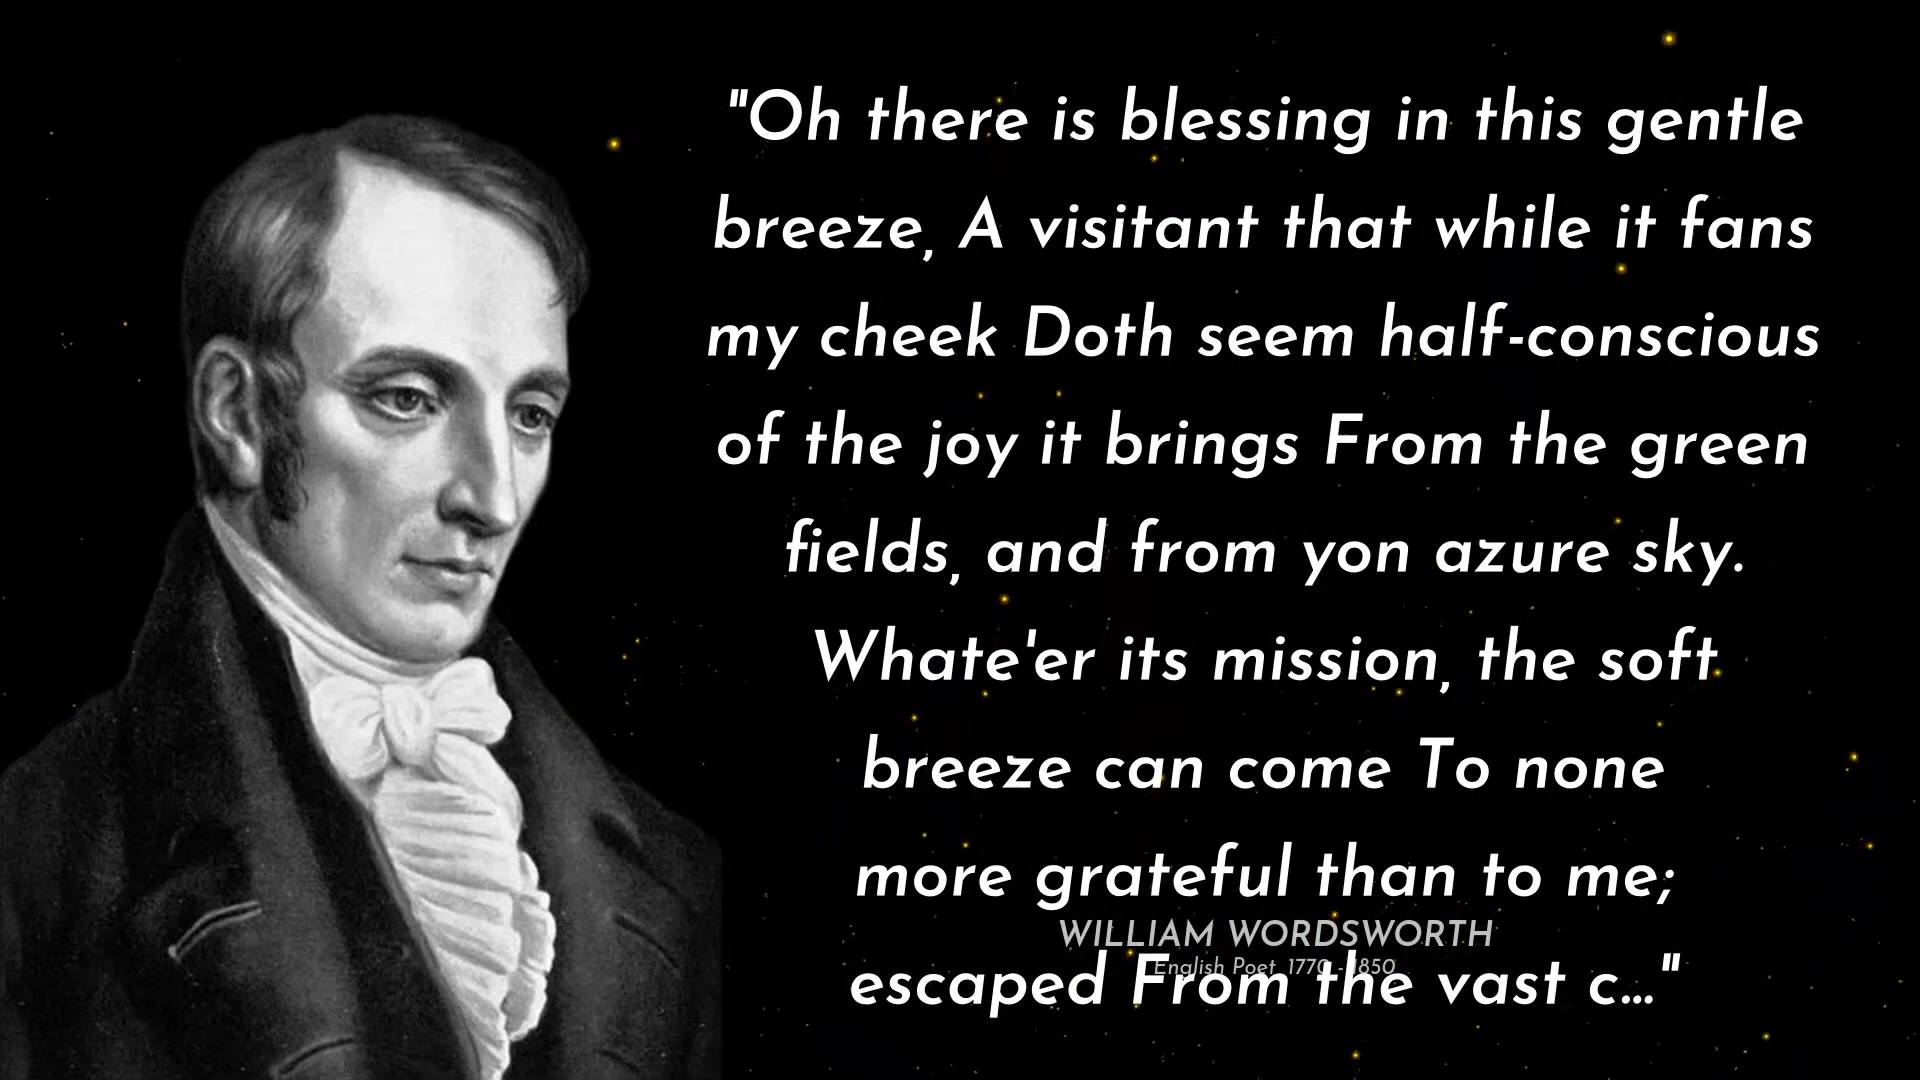 "Oh there is blessing in this gentle
breeze, A visitant that while it fans
my cheek Doth seem half-conscious
of the joy it brings From the green
fields, and from yon azure sky.
Whate'er its mission, the soft
breeze can come To none
more grateful than to me;
WILLIAM WORDSWORTH
English Poet 1770 - 1850
escaped From the vast c..."